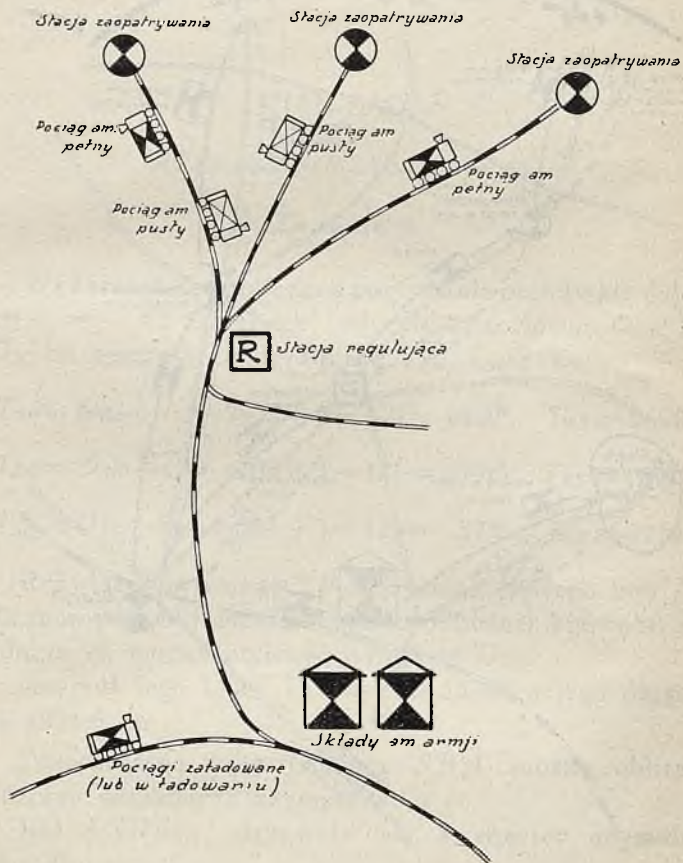 Stacja zaopatrywania
Stacja zaopatrywania
Stacja zaopatrywania
Pociąg am.
pełny
Pociąg am
pusty
Pociąg am
pełny
Pociąg am
pusty
R
Stacja regulująca
Składy am armji
Pociągi załadowane
(lub w ładowaniu)